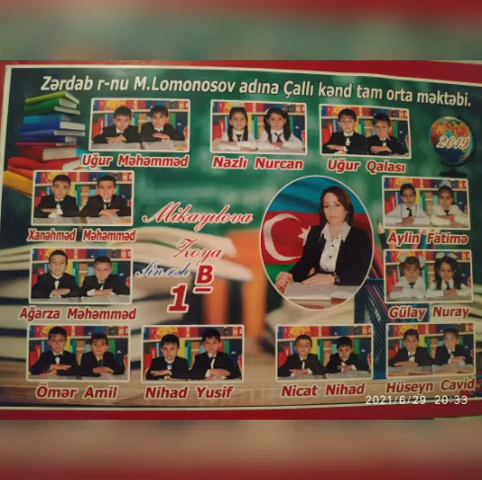 Zərdab r-nu M.Lomonosov adına Çallı kənd tam orta məktəbi.
2019
Uğur Məhəmməd
Nazlı Nurcan
Uğur Qalası
Xanəhməd Məhəmməd
Mikayılova
Zoya
Aylin Fatimə
1 B
Ağarza Məhəmməd
Gülay Nuray
Ömər Amil
Nihad Yusif
Nicat Nihad
Hüseyn Cavid
2021/6/29 20:33